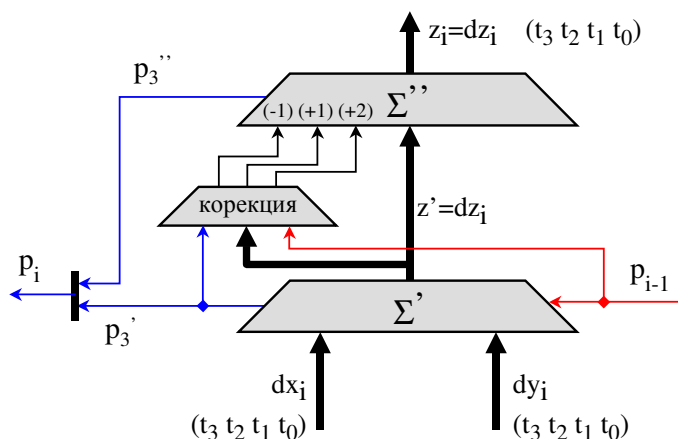 zi=dzi (t3 t2 t1 t0)
p3’’
(-1) (+1) (+2) Σ’’
корекция
z’=dzi
pi
pi-1
p3’
Σ’
dxi dyi
(t3 t2 t1 t0) (t3 t2 t1 t0)